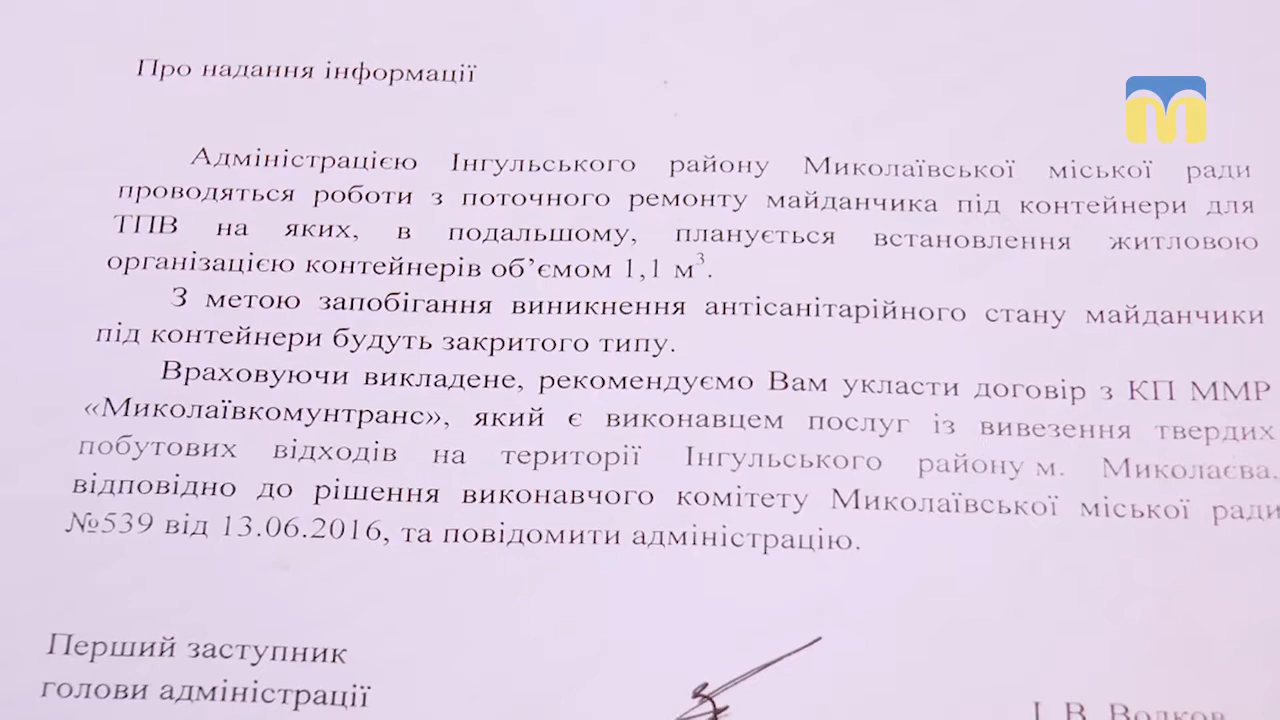 Про надання інформації
Адміністрацією Інгульського району Миколаївської міської ради
проводяться роботи з поточного ремонту майданчика під контейнери для
ТПВ на яких, в подальшому, планується встановлення житловою
організацією контейнерів об’ємом 1,1 м³.
З метою запобігання виникнення антісанітарійного стану майданчики
під контейнери будуть закритого типу.
Враховуючи викладене, рекомендуємо Вам укласти договір з КП ММР
«Миколаївкомунтранс», який є виконавцем послуг із вивезення твердих
побутових відходів на території Інгульського району м. Миколаєва.
відповідно до рішення виконавчого комітету Миколаївської міської ради
№539 від 13.06.2016, та повідомити адміністрацію.
Перший заступник
голови адміністрації
І. В. Волков